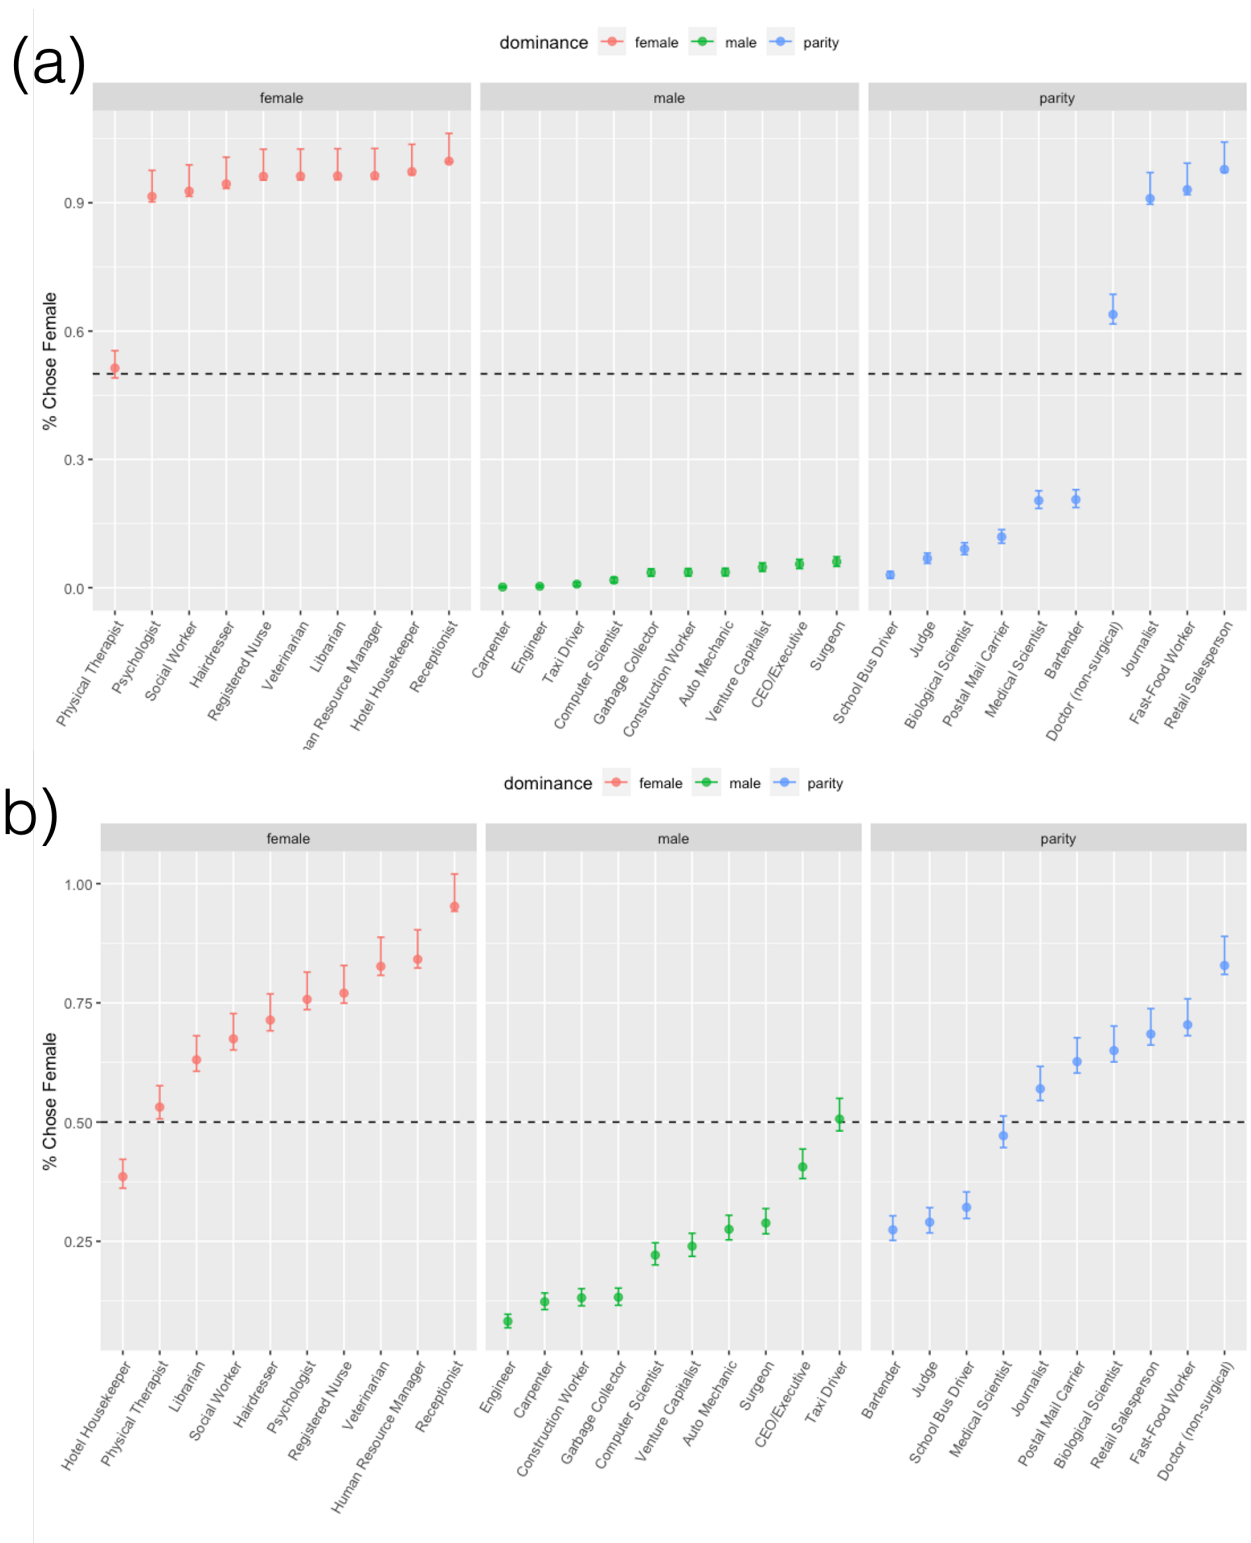 (a)
dominance female male parity
female male parity
% Chose Female
0.9
0.6
0.3
0.0
Physical Therapist
Psychologist
Social Worker
Hairdresser
Registered Nurse
Veterinarian
Librarian
Resource Manager
Hotel Housekeeper
Receptionist
Carpenter
Engineer
Taxi Driver
Computer Scientist
Garbage Collector
Construction Worker
Auto Mechanic
Venture Capitalist
CEO/Executive
Surgeon
School Bus Driver
Judge
Biological Scientist
Postal Mail Carrier
Medical Scientist
Bartender
Doctor (non-surgical)
Journalist
Fast-Food Worker
Retail Salesperson
b)
dominance female male parity
female male parity
% Chose Female
1.00
0.75
0.50
0.25
Hotel Housekeeper
Physical Therapist
Librarian
Social Worker
Hairdresser
Psychologist
Registered Nurse
Veterinarian
Human Resource Manager
Receptionist
Engineer
Carpenter
Construction Worker
Garbage Collector
Computer Scientist
Venture Capitalist
Auto Mechanic
Surgeon
CEO/Executive
Taxi Driver
Bartender
Judge
School Bus Driver
Medical Scientist
Journalist
Postal Mail Carrier
Biological Scientist
Retail Salesperson
Fast-Food Worker
Doctor (non-surgical)